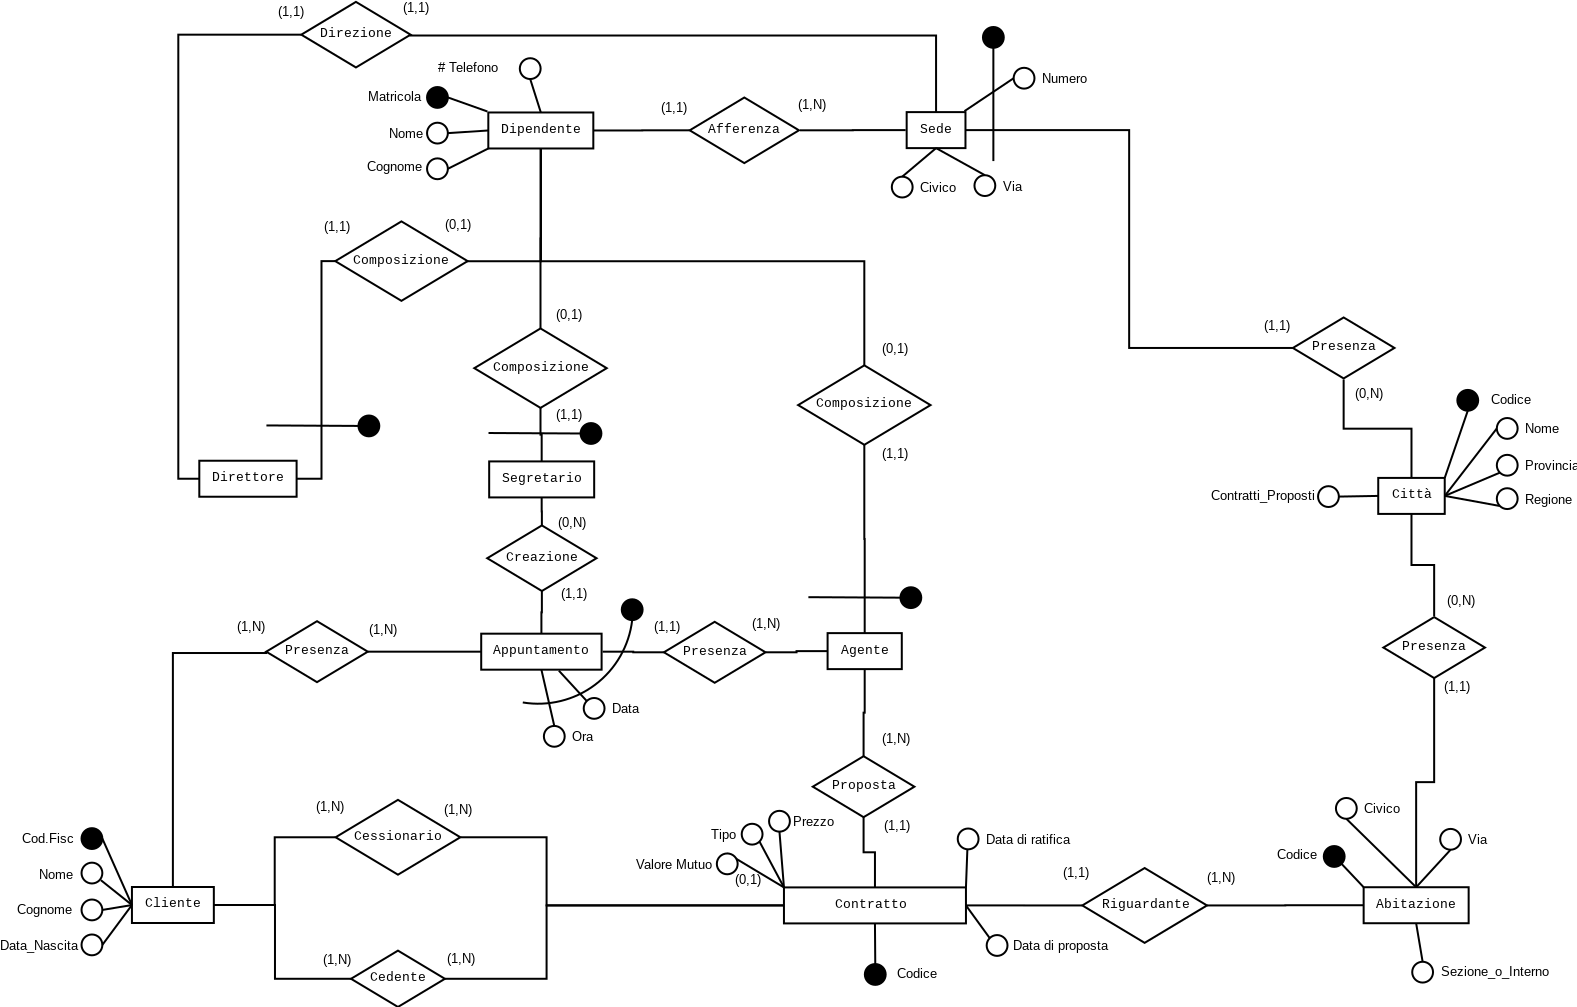 (1,1)
(1,1)
Direzione
# Telefono
Numero
Matricola
(1,1)
(1,N)
Nome
Dipendente
Afferenza
Sede
Cognome
Civico
Via
(1,1)
(0,1)
Composizione
(0,1)
(1,1)
(0,1)
Presenza
Composizione
Composizione
(0,N)
Codice
(1,1)
Nome
(1,1)
Provincia
Direttore
Segretario
Contratti_Proposti
Città
Regione
(0,N)
Creazione
(1,1)
(0,N)
(1,N)
(1,N)
(1,1)
(1,N)
Presenza
Appuntamento
Presenza
Agente
Presenza
(1,1)
Data
Ora
(1,N)
Proposta
(1,N)
(1,N)
Civico
Prezzo
(1,1)
Cod.Fisc
Cessionario
Tipo
Data di ratifica
Via
Codice
Valore Mutuo
(0,1)
(1,1)
(1,N)
Nome
Cliente
Contratto
Riguardante
Abitazione
Cognome
Data_Nascita
Data di proposta
(1,N)
(1,N)
Cedente
Codice
Sezione_o_Interno